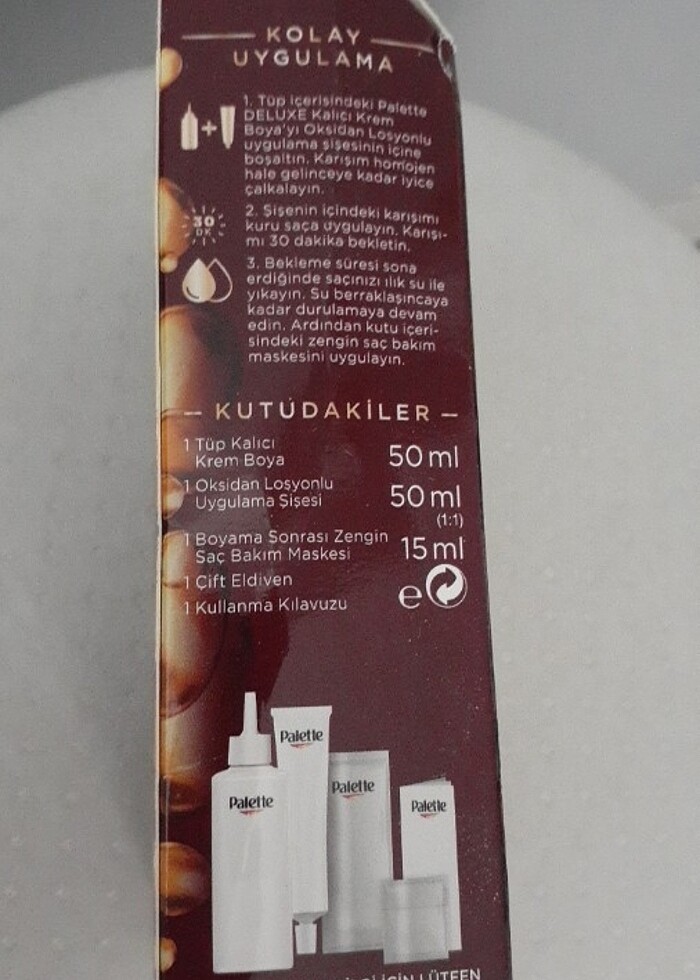 KOLAY
UYGULAMA
1. Tüp içerisindeki Palette
DELUXE Kalıcı Krem
Boya'yı Oksidan Losyonlu
uygulama şişesinin içine
boşaltın. Karışım homojen
hale gelinceye kadar iyice
çalkalayın.
30
DK
2. Şişenin içindeki karışımı
kuru saça uygulayın. Karışı-
mı 30 dakika bekletin.
3. Bekleme süresi sona
erdiğinde saçınızı ılık su ile
yıkayın. Su berraklaşıncaya
kadar durulamaya devam
edin. Ardından kutu içeri-
sindeki zengin saç bakım
maskesini uygulayın.
KUTUDAKİLER
1 Tüp Kalıcı
Krem Boya 50 ml
1 Oksidan Losyonlu
Uygulama Şişesi 50 ml
(1:1)
1 Boyama Sonrası Zengin
Saç Bakım Maskesi 15 ml
1 Çift Eldiven
1 Kullanma Kılavuzu e
Palette
Palette
Palette
Palette
İÇİN LÜTFEN